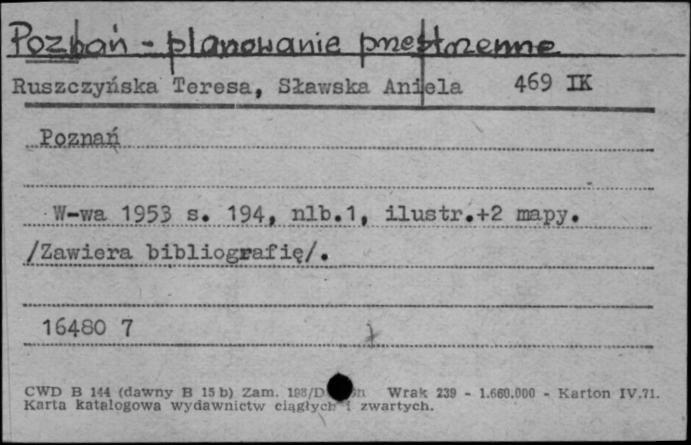 Poznań - planowanie przestrzenne
Ruszczyńska Teresa, Sławska Aniela 469 IK
Poznań
W-wa 1953 s. 194, nlb.1, ilustr.+2 mapy.
/Zawiera bibliografię/.
16480 7
CWD B 144 (dawny B 15 b) Zam. Wrak 239 - 1.660.000 - Karton IV.71.
Karta katalogowa wydawnictw ciągłych i zwartych.